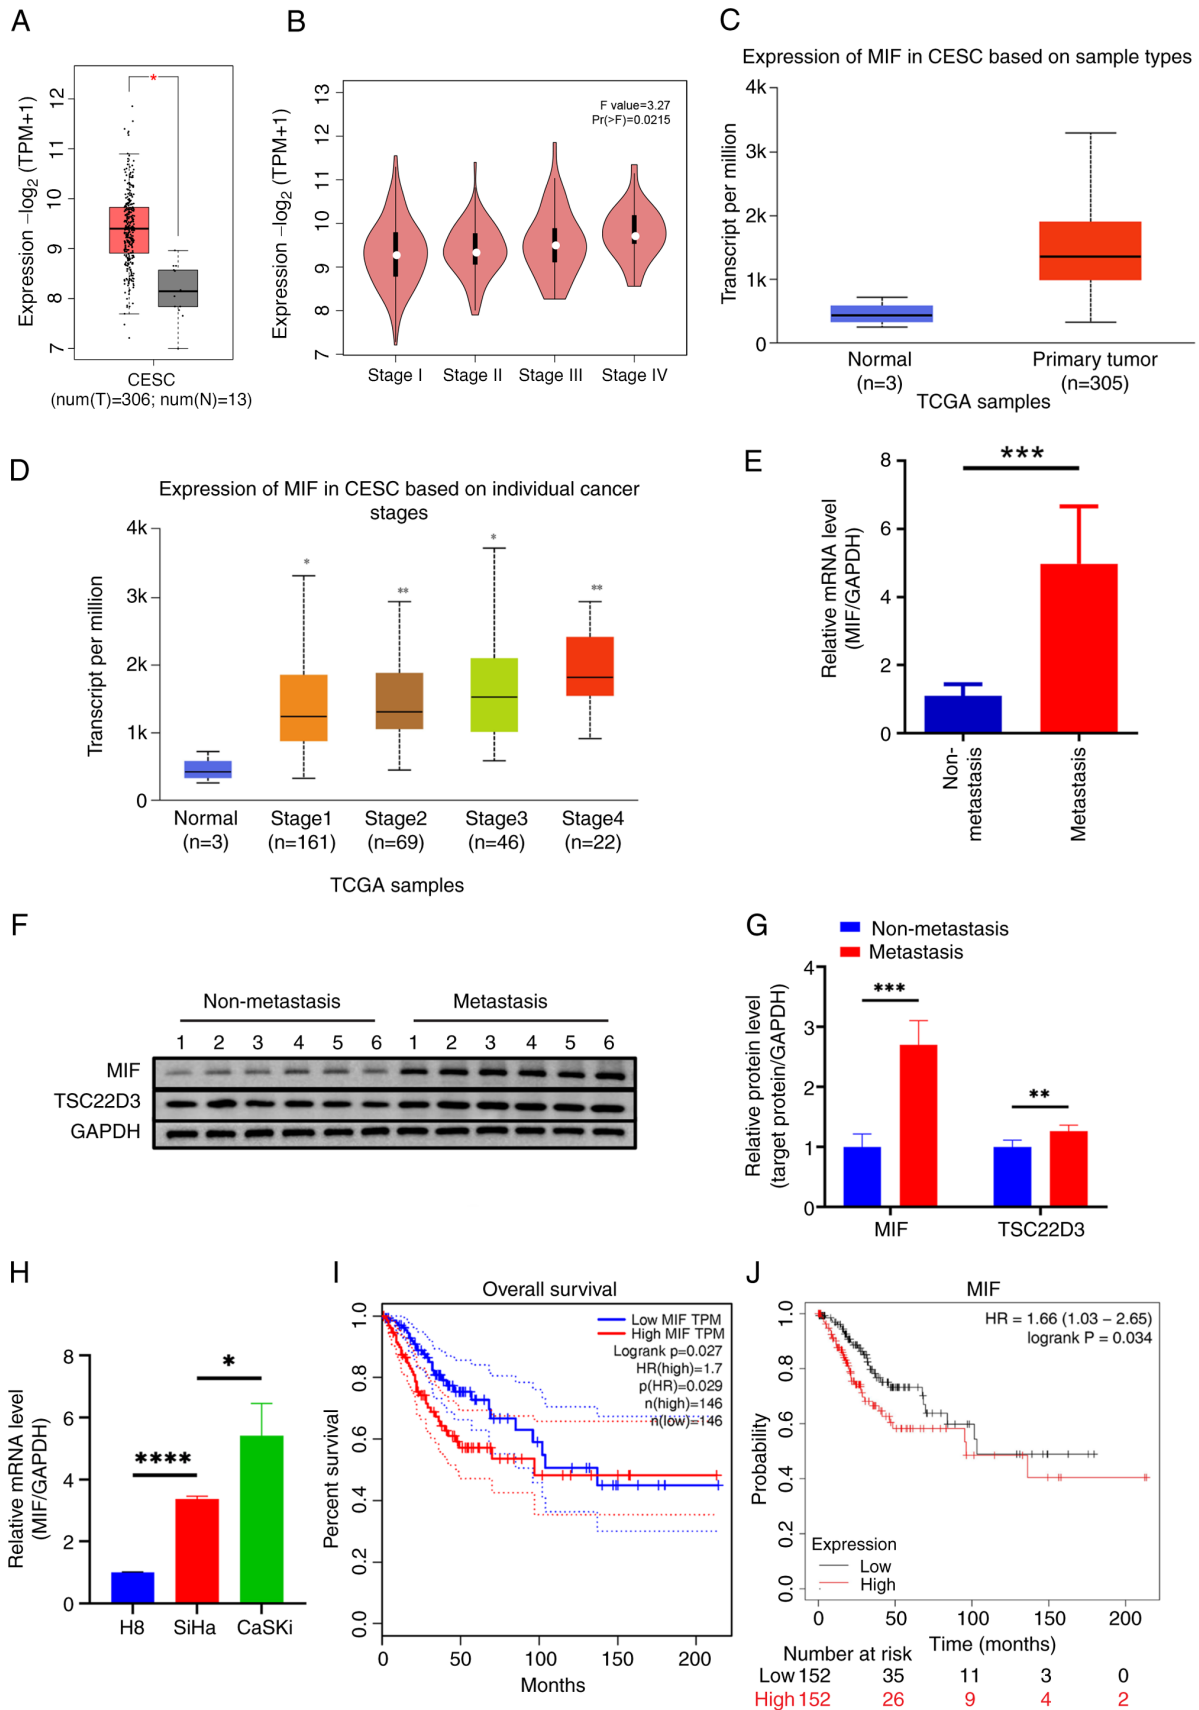 A
Expression –log2 (TPM+1)
12
11
10
9
8
7
*
CESC
(num(T)=306; num(N)=13)
B
Expression –log2 (TPM+1)
13
12
11
10
9
8
7
F value=3.27
Pr(>F)=0.0215
Stage I
Stage II
Stage III
Stage IV
C
Expression of MIF in CESC based on sample types
Transcript per million
4k
3k
2k
1k
0
Normal
(n=3)
Primary tumor
(n=305)
TCGA samples
D
Expression of MIF in CESC based on individual cancer
stages
Transcript per million
4k
3k
2k
1k
0
*
**
*
**
Normal
(n=3)
Stage1
(n=161)
Stage2
(n=69)
Stage3
(n=46)
Stage4
(n=22)
TCGA samples
E
Relative mRNA level
(MIF/GAPDH)
8
6
4
2
0
***
Non-
metastasis
Metastasis
F
Non-metastasis Metastasis
1 2 3 4 5 6 1 2 3 4 5 6
MIF
TSC22D3
GAPDH
G
Non-metastasis
Metastasis
Relative protein level
(target protein/GAPDH)
4
3
2
1
0
***
**
MIF
TSC22D3
H
Relative mRNA level
(MIF/GAPDH)
8
6
4
2
0
****
*
H8
SiHa
CaSKi
I
Overall survival
Percent survival
1.0
0.8
0.6
0.4
0.2
0.0
Low MIF TPM
High MIF TPM
Logrank p=0.027
HR(high)=1.7
p(HR)=0.029
n(high)=146
n(low)=146
0 50 100 150 200
Months
J
MIF
Probability
1.0
0.8
0.6
0.4
0.2
0.0
HR = 1.66 (1.03 – 2.65)
logrank P = 0.034
Expression
Low
High
0 50 100 150 200
Time (months)
Number at risk
Low 152 35 11 3 0
High 152 26 9 4 2